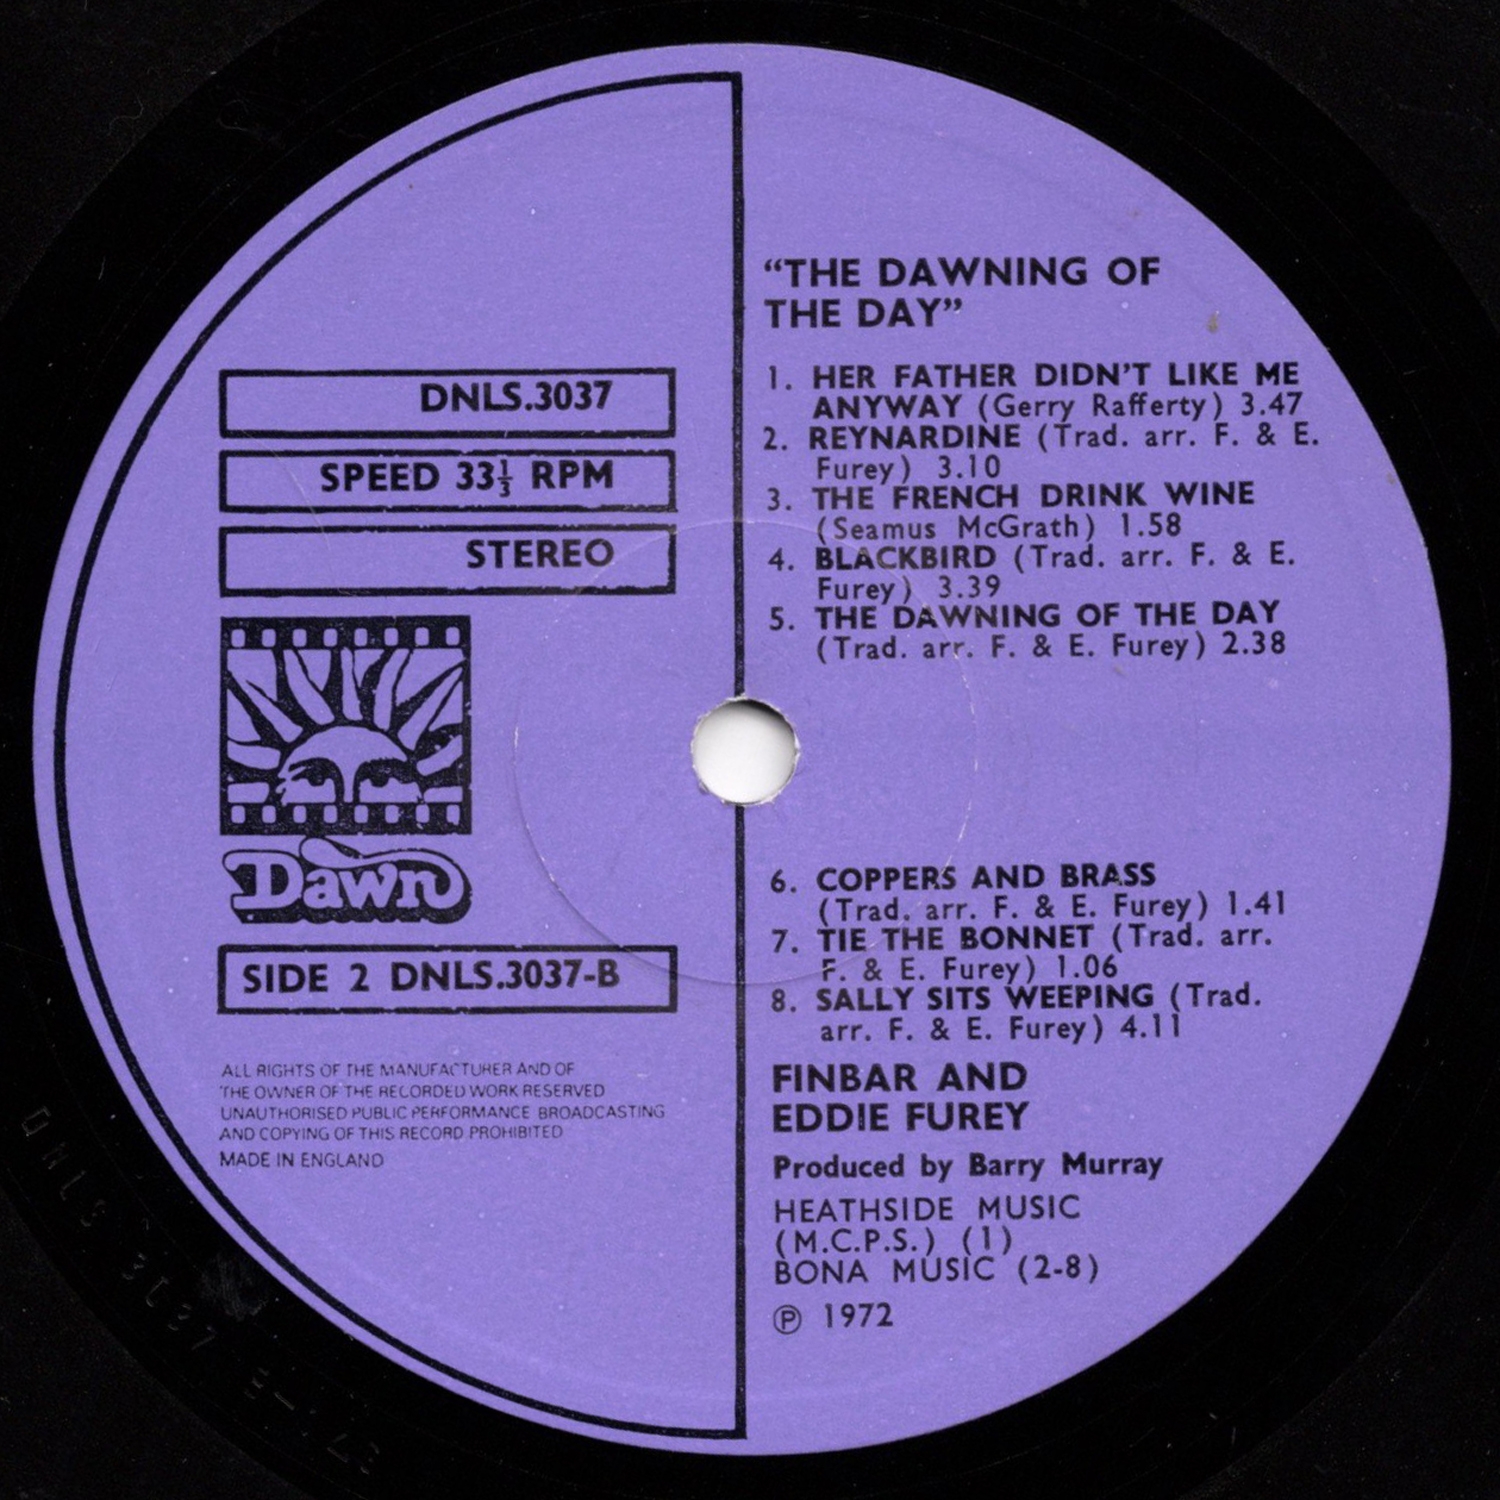 "THE DAWNING OF
THE DAY"
DNLS.3037
SPEED 33⅓ RPM
STEREO
1. HER FATHER DIDN'T LIKE ME
ANYWAY (Gerry Rafferty) 3.47
2. REYNARDINE (Trad. arr. F. & E.
Furey) 3.10
3. THE FRENCH DRINK WINE
(Seamus McGrath) 1.58
4. BLACKBIRD (Trad. arr. F. & E.
Furey) 3.39
5. THE DAWNING OF THE DAY
(Trad. arr. F. & E. Furey) 2.38
Dawn
SIDE 2 DNLS.3037-B
6. COPPERS AND BRASS
(Trad. arr. F. & E. Furey) 1.41
7. TIE THE BONNET (Trad. arr.
F. & E. Furey) 1.06
8. SALLY SITS WEEPING (Trad.
arr. F. & E. Furey) 4.11
FINBAR AND
EDDIE FUREY
Produced by Barry Murray
HEATHSIDE MUSIC
(M.C.P.S.) (1)
BONA MUSIC (2-8)
℗ 1972
ALL RIGHTS OF THE MANUFACTURER AND OF
THE OWNER OF THE RECORDED WORK RESERVED
UNAUTHORISED PUBLIC PERFORMANCE BROADCASTING
AND COPYING OF THIS RECORD PROHIBITED
MADE IN ENGLAND